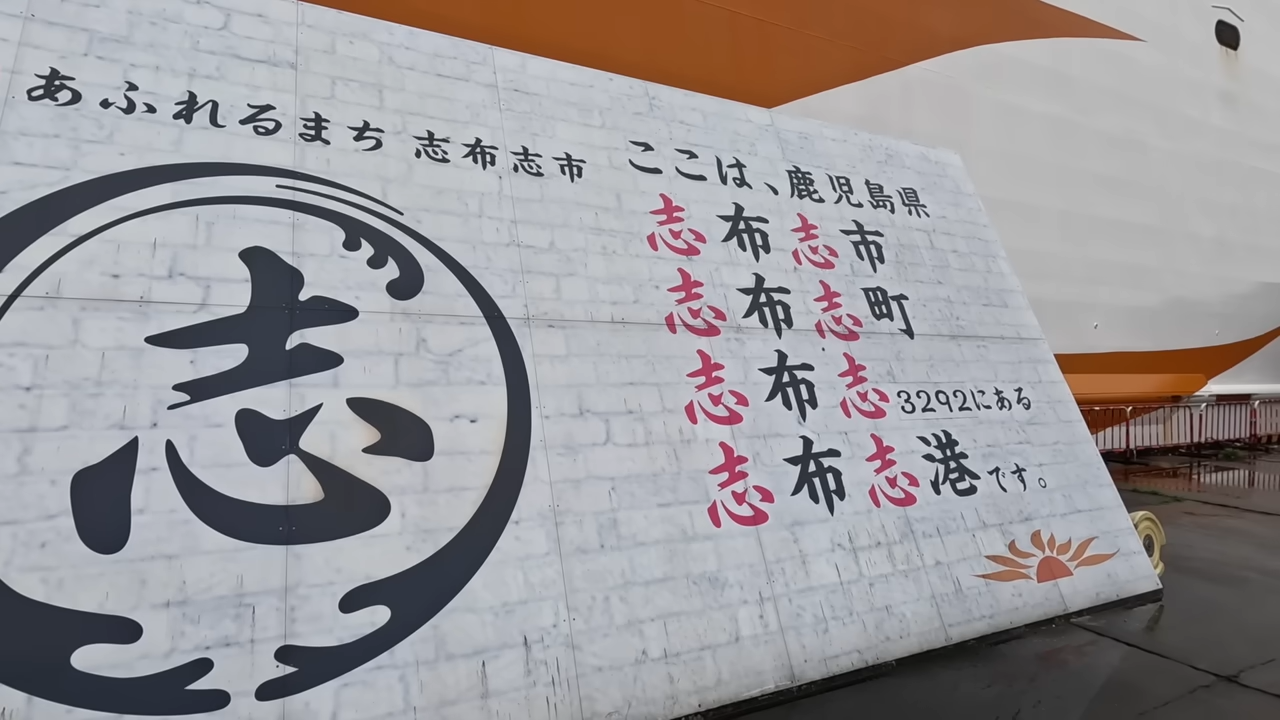 あふれるまち 志布志市
志
ここは、鹿児島県
志布志市
志布志町
志布志3292にある
志布志港です。